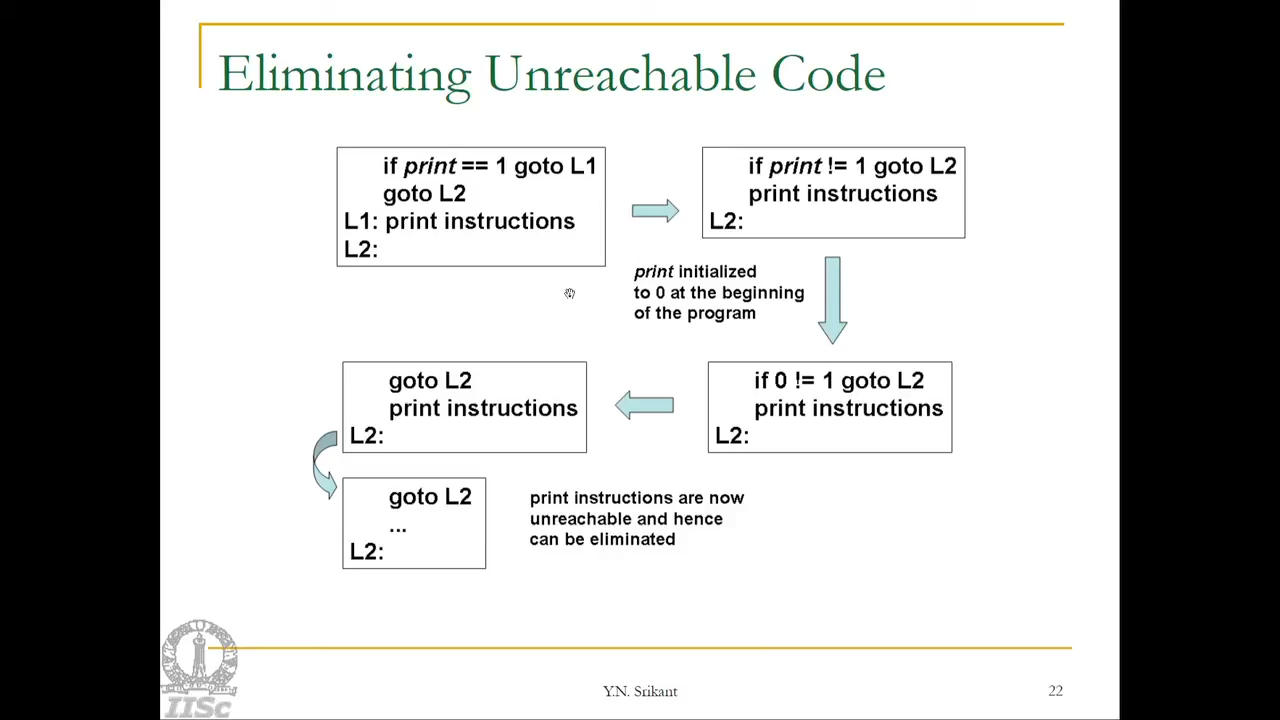 Eliminating Unreachable Code
if print == 1 goto L1
goto L2
L1: print instructions
L2:
if print != 1 goto L2
print instructions
L2:
print initialized
to 0 at the beginning
of the program
if 0 != 1 goto L2
print instructions
L2:
goto L2
print instructions
L2:
goto L2
...
L2:
print instructions are now
unreachable and hence
can be eliminated
IISc
Y.N. Srikant
22